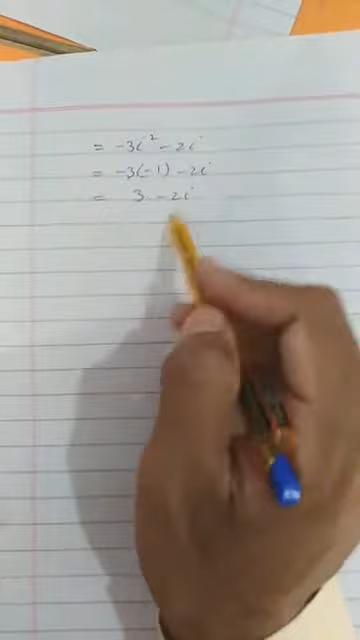 = -3i² - 2i
= -3(-1) - 2i
= 3 - 2i